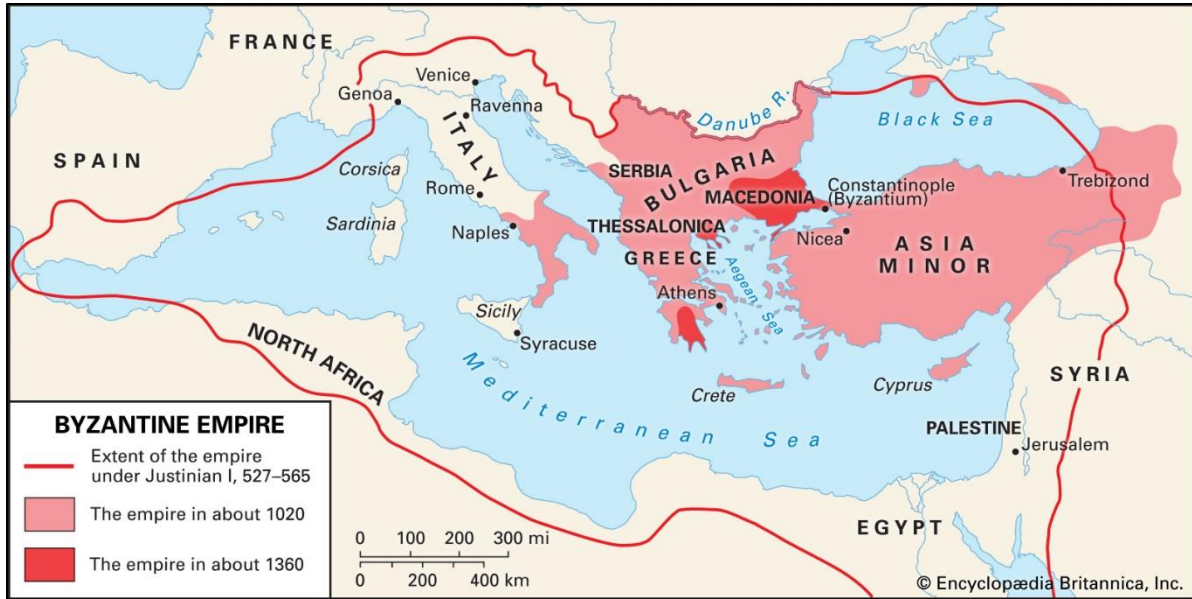 FRANCE
Venice
Genoa
Ravenna
Danube R.
Black Sea
SPAIN
ITALY
Corsica
SERBIA
BULGARIA
Rome
MACEDONIA
Constantinople
(Byzantium)
Trebizond
Sardinia
Naples
THESSALONICA
Nicea
ASIA
MINOR
GREECE
Aegean Sea
Athens
Sicily
Syracuse
NORTH AFRICA
Mediterranean Sea
Crete
Cyprus
SYRIA
PALESTINE
Jerusalem
EGYPT
BYZANTINE EMPIRE
Extent of the empire
under Justinian I, 527–565
The empire in about 1020
The empire in about 1360
0 100 200 300 mi
0 200 400 km
© Encyclopædia Britannica, Inc.